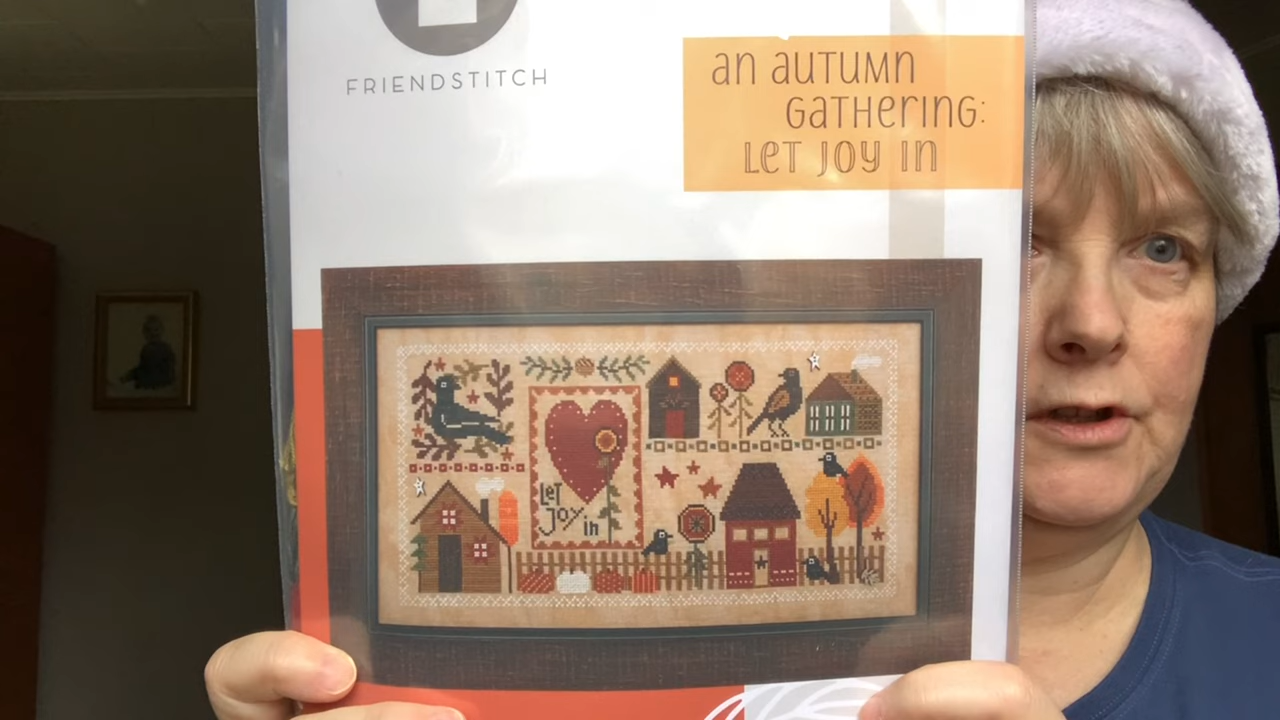 FRIENDSTITCH
an autumn
gathering:
Let Joy in
Let
Joy
in